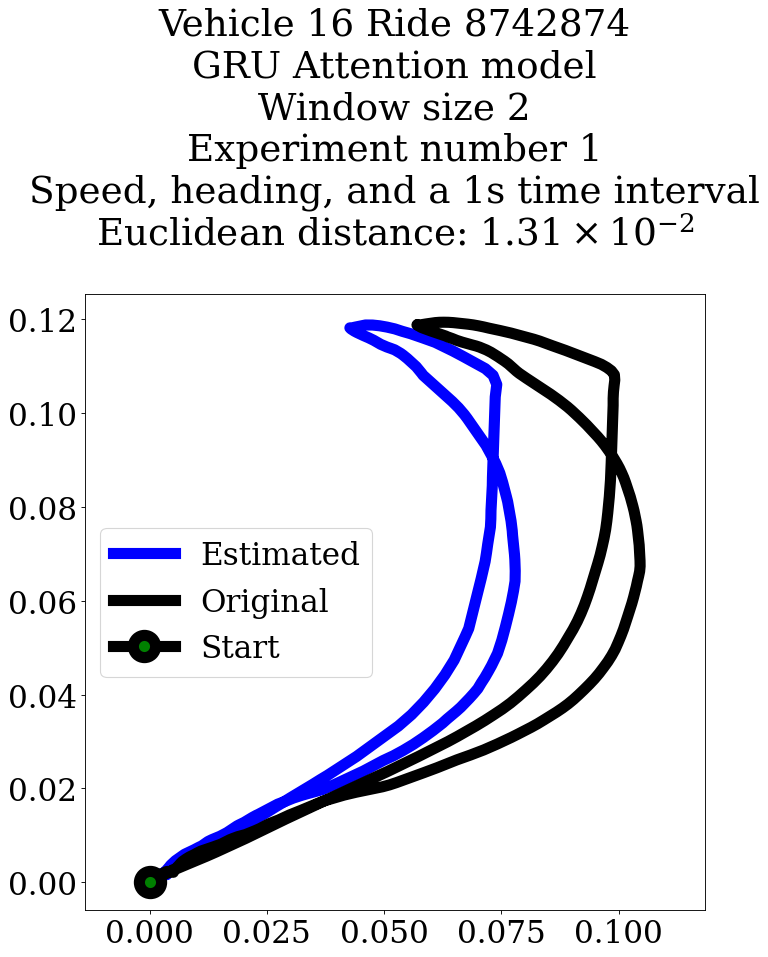 Vehicle 16 Ride 8742874
GRU Attention model
Window size 2
Experiment number 1
Speed, heading, and a 1s time interval
Euclidean distance: 1.31 × 10⁻²
0.12
0.10
0.08
0.06
0.04
0.02
0.00
Estimated
Original
Start
0.000 0.025 0.050 0.075 0.100